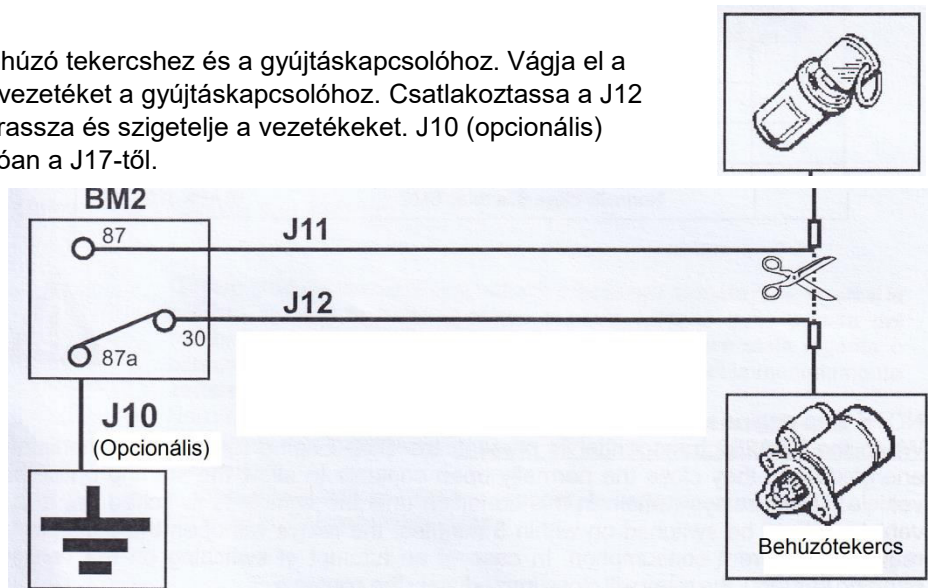 húzó tekercshez és a gyújtáskapcsolóhoz. Vágja el a
vezetéket a gyújtáskapcsolóhoz. Csatlakoztassa a J12
rassza és szigetelje a vezetékeket. J10 (opcionális)
óan a J17-től.
BM2
87
J11
J12
30
87a
J10
(Opcionális)
Behúzótekercs